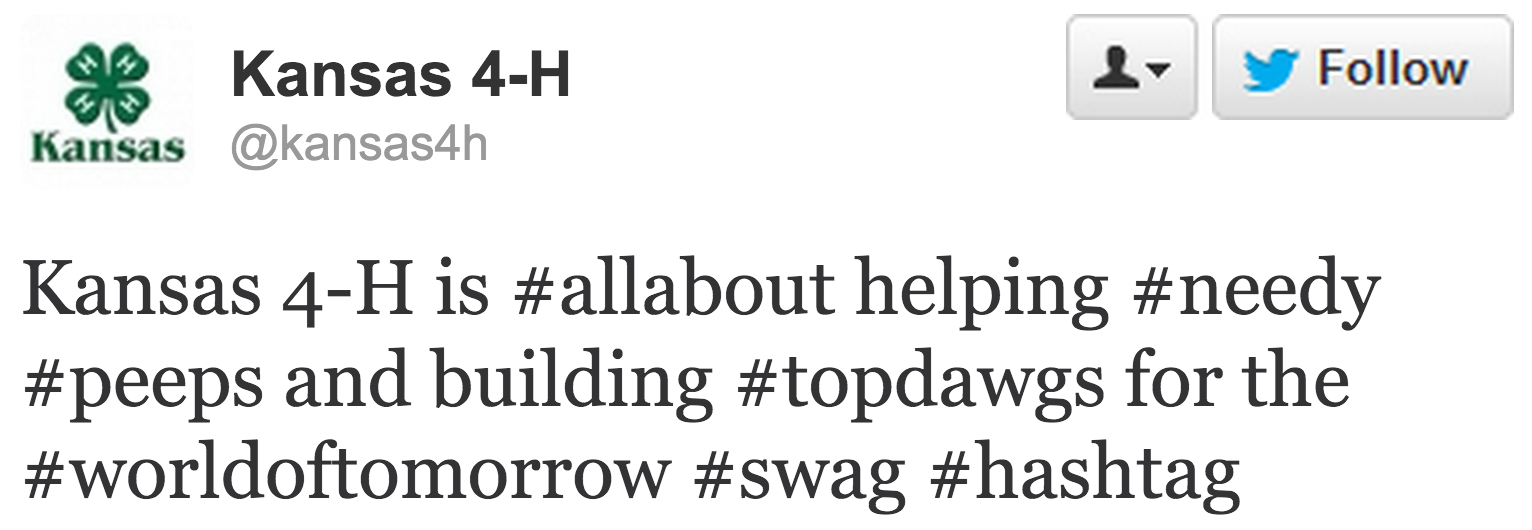 Kansas 4-H
@kansas4h
Follow
H H
H H
Kansas
Kansas 4-H is #allabout helping #needy
#peeps and building #topdawgs for the
#worldoftomorrow #swag #hashtag